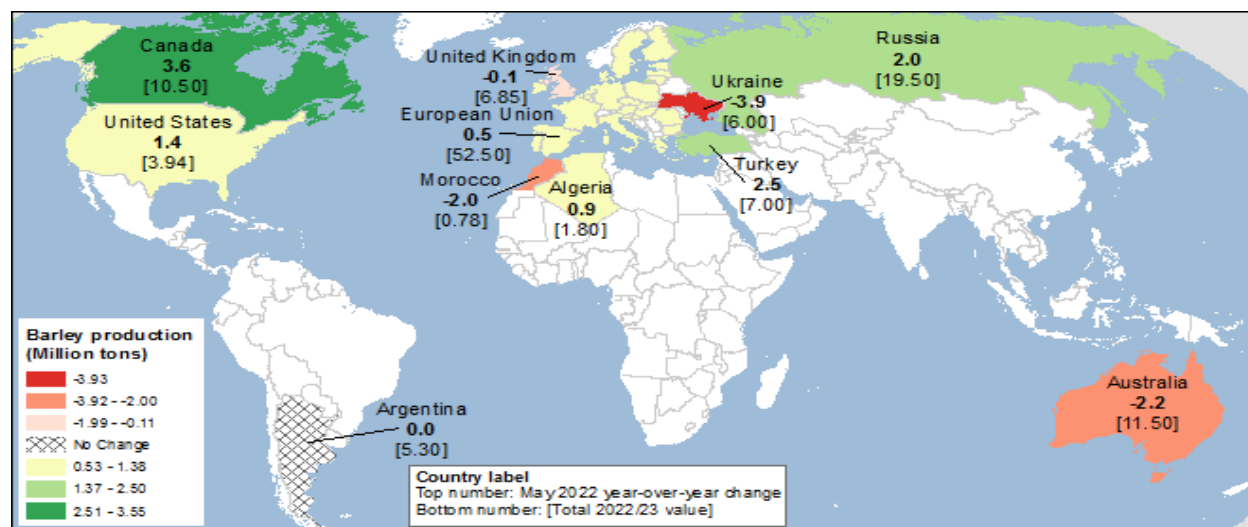 Canada
3.6
[10.50]
United States
1.4
[3.94]
United Kingdom
-0.1
[6.85]
European Union
0.5
[52.50]
Morocco
-2.0
[0.78]
Algeria
0.9
[1.80]
Russia
2.0
[19.50]
Ukraine
-3.9
[6.00]
Turkey
2.5
[7.00]
Argentina
0.0
[5.30]
Australia
-2.2
[11.50]
Barley production
(Million tons)
-3.93
-3.92 - -2.00
-1.99 - -0.11
No Change
0.53 - 1.38
1.37 - 2.50
2.51 - 3.55
Country label
Top number: May 2022 year-over-year change
Bottom number: [Total 2022/23 value]